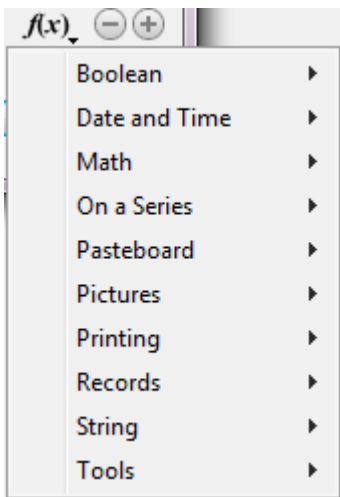 f(x)
Boolean
Date and Time
Math
On a Series
Pasteboard
Pictures
Printing
Records
String
Tools